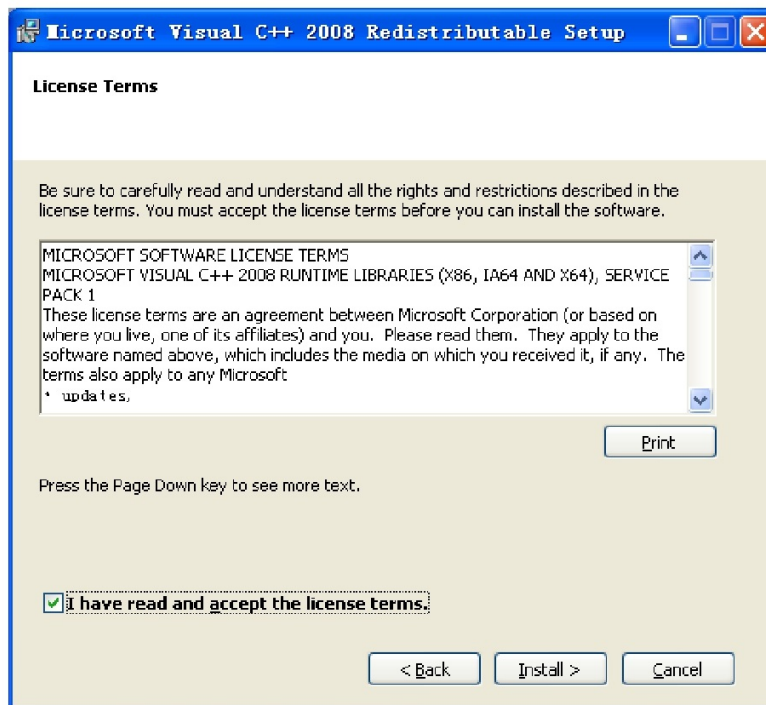 Microsoft Visual C++ 2008 Redistributable Setup
License Terms
Be sure to carefully read and understand all the rights and restrictions described in the
license terms. You must accept the license terms before you can install the software.
MICROSOFT SOFTWARE LICENSE TERMS
MICROSOFT VISUAL C++ 2008 RUNTIME LIBRARIES (X86, IA64 AND X64), SERVICE
PACK 1
These license terms are an agreement between Microsoft Corporation (or based on
where you live, one of its affiliates) and you.  Please read them.  They apply to the
software named above, which includes the media on which you received it, if any.  The
terms also apply to any Microsoft
• updates,
Print
Press the Page Down key to see more text.
I have read and accept the license terms.
< Back
Install >
Cancel